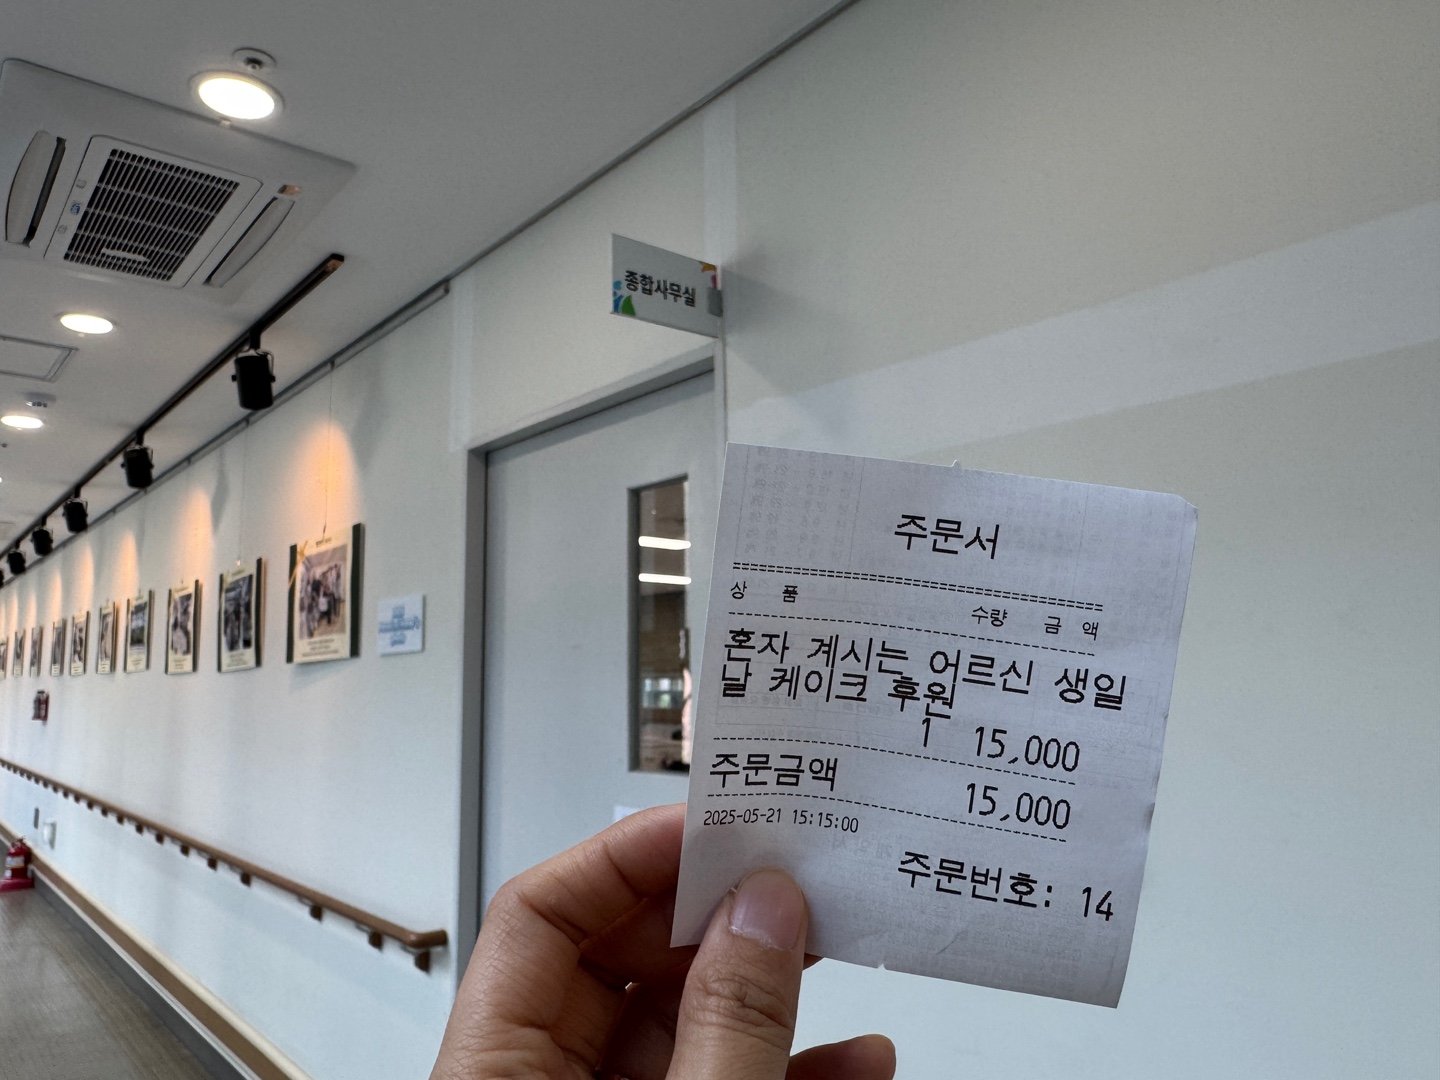 종합사무실
주문서
상 품 수량 금 액
혼자 계시는 어르신 생일
날 케이크 후원
1 15,000
주문금액 15,000
2025-05-21 15:15:00
주문번호: 14